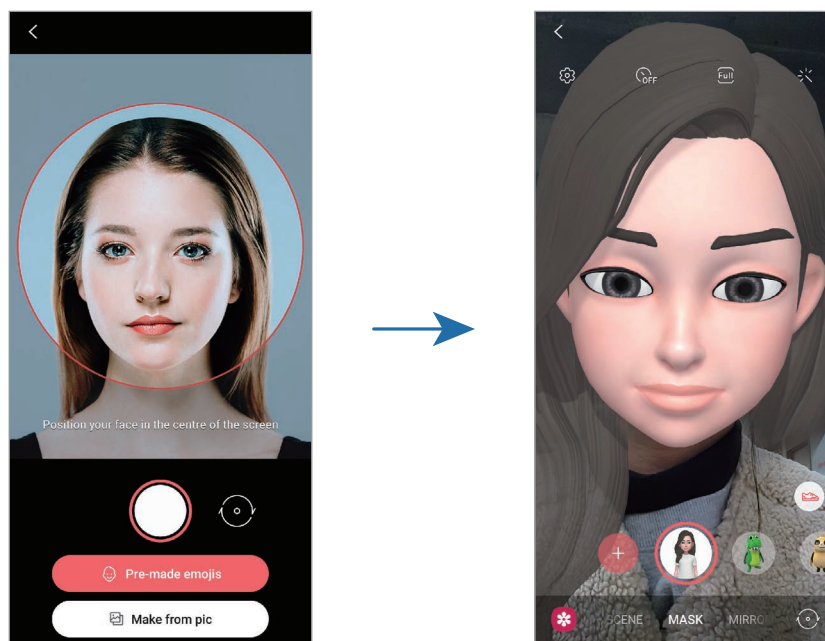 OFF
Full
Position your face in the centre of the screen
Pre-made emojis
Make from pic
SCENE
MASK
MIRRO